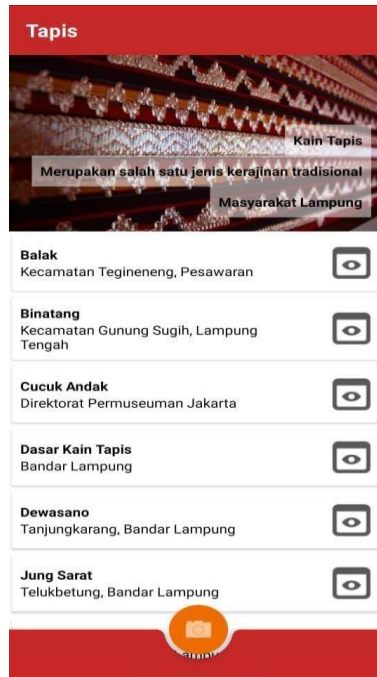 Tapis
Kain Tapis
Merupakan salah satu jenis kerajinan tradisional
Masyarakat Lampung
Balak
Kecamatan Tegineneng, Pesawaran
Binatang
Kecamatan Gunung Sugih, Lampung
Tengah
Cucuk Andak
Direktorat Permuseuman Jakarta
Dasar Kain Tapis
Bandar Lampung
Dewasano
Tanjungkarang, Bandar Lampung
Jung Sarat
Telukbetung, Bandar Lampung